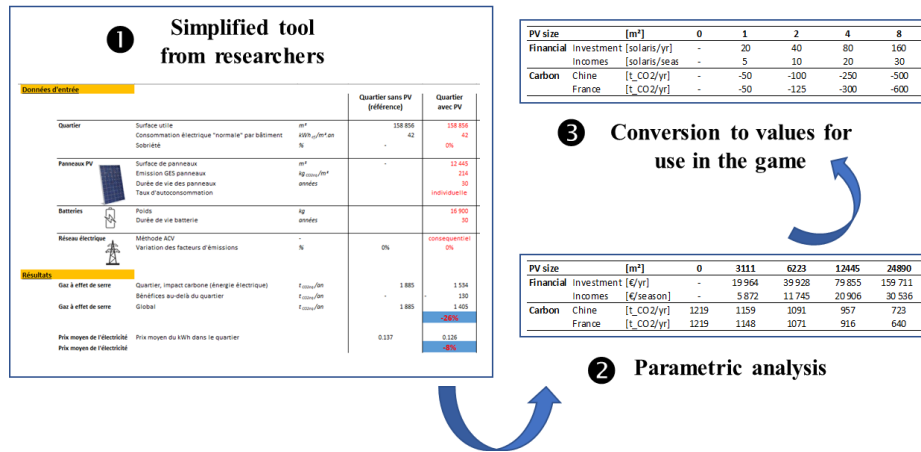 ❶ Simplified tool
from researchers
Données d'entrée
Quartier sans PV
(référence)
Quartier
avec PV
Quartier Surface utile m² 158 856 158 856
Consommation électrique "normale" par bâtiment kWh /m².an 42 42
Sobriété % - 0%
Panneaux PV Surface de panneaux m² - 12 445
Emission GES panneaux kg /m² 214
Durée de vie des panneaux années 30
Taux d'autoconsommation individuelle
Batteries Poids kg 16 900
Durée de vie batterie années 30
Réseau électrique Méthode ACV - consequentiel
Variation des facteurs d'émissions % 0% 0%
Résultats
Gaz à effet de serre Quartier, impact carbone (énergie électrique) t /an 1 885 1 534
Bénéfices au-delà du quartier t /an - 130
Gaz à effet de serre Global t /an 1 885 1 405
-26%
Prix moyen de l'électricité Prix moyen du kWh dans le quartier 0.137 0.126
Prix moyen de l'électricité -8%
PV size [m²] 0 1 2 4 8
Financial Investment [solaris/yr] - 20 40 80 160
Incomes [solaris/seas - 5 10 20 30
Carbon Chine [t_CO2/yr] - -50 -100 -250 -500
France [t_CO2/yr] - -50 -125 -300 -600
❸ Conversion to values for
use in the game
PV size [m²] 0 3111 6223 12445 24890
Financial Investment [€/yr] - 19 964 39 928 79 855 159 711
Incomes [€/season] - 5 872 11 745 20 906 30 536
Carbon Chine [t_CO2/yr] 1219 1159 1091 957 723
France [t_CO2/yr] 1219 1148 1071 916 640
❷ Parametric analysis